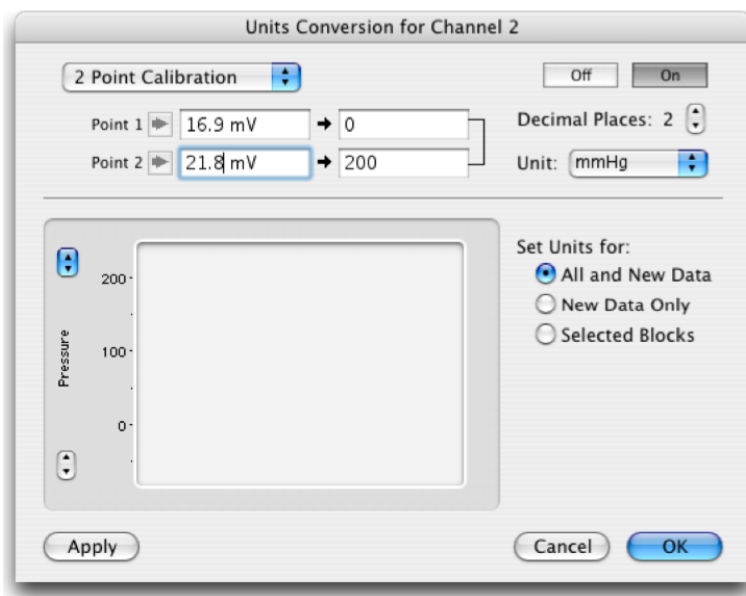 Units Conversion for Channel 2
2 Point Calibration
Off On
Point 1 16.9 mV 0
Decimal Places: 2
Point 2 21.8 mV 200
Unit: mmHg
Set Units for:
All and New Data
New Data Only
Selected Blocks
200
100
0
Pressure
Apply
Cancel OK